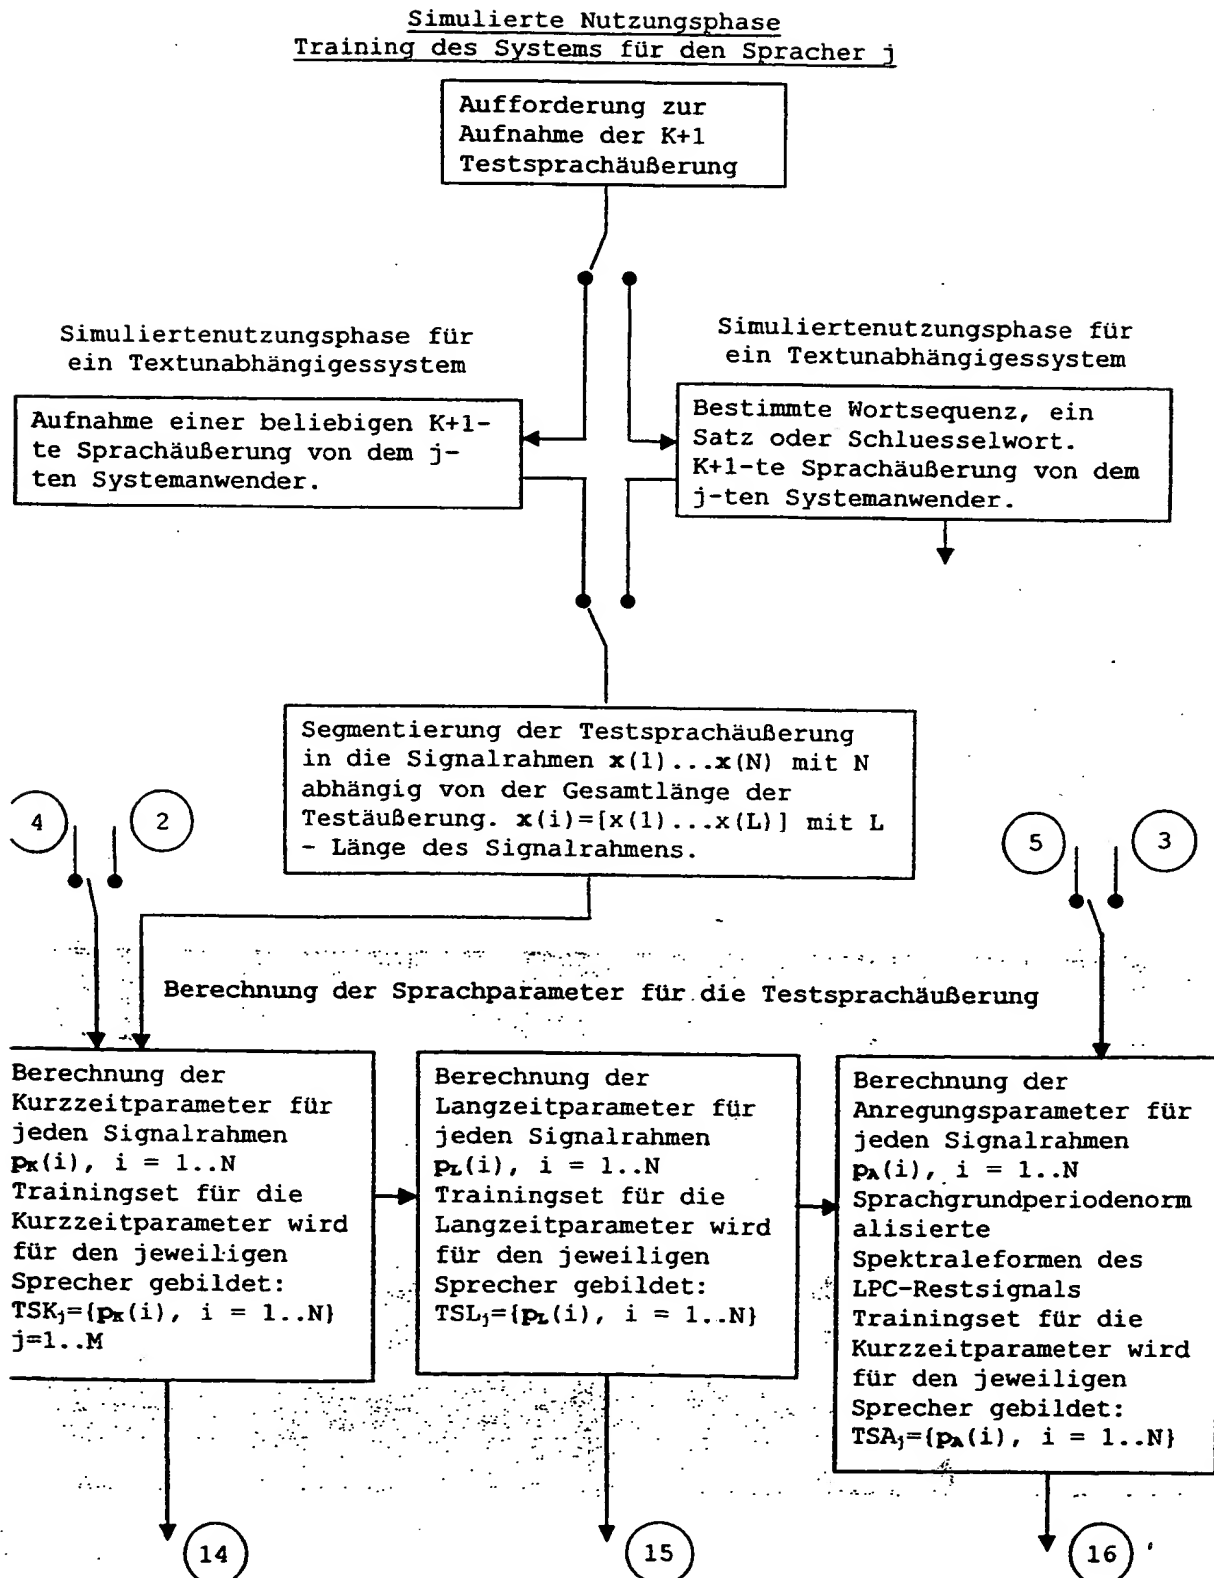 Simulierte Nutzungsphase
Training des Systems für den Spracher j
Aufforderung zur
Aufnahme der K+1
Testsprachäußerung
Simuliertenutzungsphase für
ein Textunabhängigessystem
Simuliertenutzungsphase für
ein Textunabhängigessystem
Aufnahme einer beliebigen K+1-
te Sprachäußerung von dem j-
ten Systemanwender.
Bestimmte Wortsequenz, ein
Satz oder Schluesselwort.
K+1-te Sprachäußerung von dem
j-ten Systemanwender.
Segmentierung der Testsprachäußerung
in die Signalrahmen x(1)...x(N) mit N
abhängig von der Gesamtlänge der
Testäußerung. x(i)=[x(1)...x(L)] mit L
- Länge des Signalrahmens.
4
2
5
3
Berechnung der Sprachparameter für die Testsprachäußerung
Berechnung der
Kurzzeitparameter für
jeden Signalrahmen
pK(i), i = 1..N
Trainingset für die
Kurzzeitparameter wird
für den jeweiligen
Sprecher gebildet:
TSKj={pK(i), i = 1..N}
j=1..M
Berechnung der
Langzeitparameter für
jeden Signalrahmen
pL(i), i = 1..N
Trainingset für die
Langzeitparameter wird
für den jeweiligen
Sprecher gebildet:
TSLj={pL(i), i = 1..N}
Berechnung der
Anregungsparameter für
jeden Signalrahmen
pA(i), i = 1..N
Sprachgrundperiodenorm
alisierte
Spektraleformen des
LPC-Restsignals
Trainingset für die
Kurzzeitparameter wird
für den jeweiligen
Sprecher gebildet:
TSAj={pA(i), i = 1..N}
14
15
16